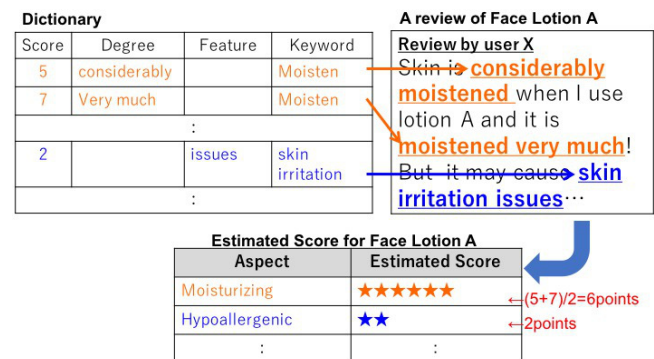 Dictionary
Score Degree Feature Keyword
5 considerably Moisten
7 Very much Moisten
:
2 issues skin
irritation
:
A review of Face Lotion A
Review by user X
Skin is considerably
moistened when I use
lotion A and it is
moistened very much!
But it may cause skin
irritation issues…
Estimated Score for Face Lotion A
Aspect Estimated Score
Moisturizing ★★★★★★ ←(5+7)/2=6points
Hypoallergenic ★★ ←2points
: :